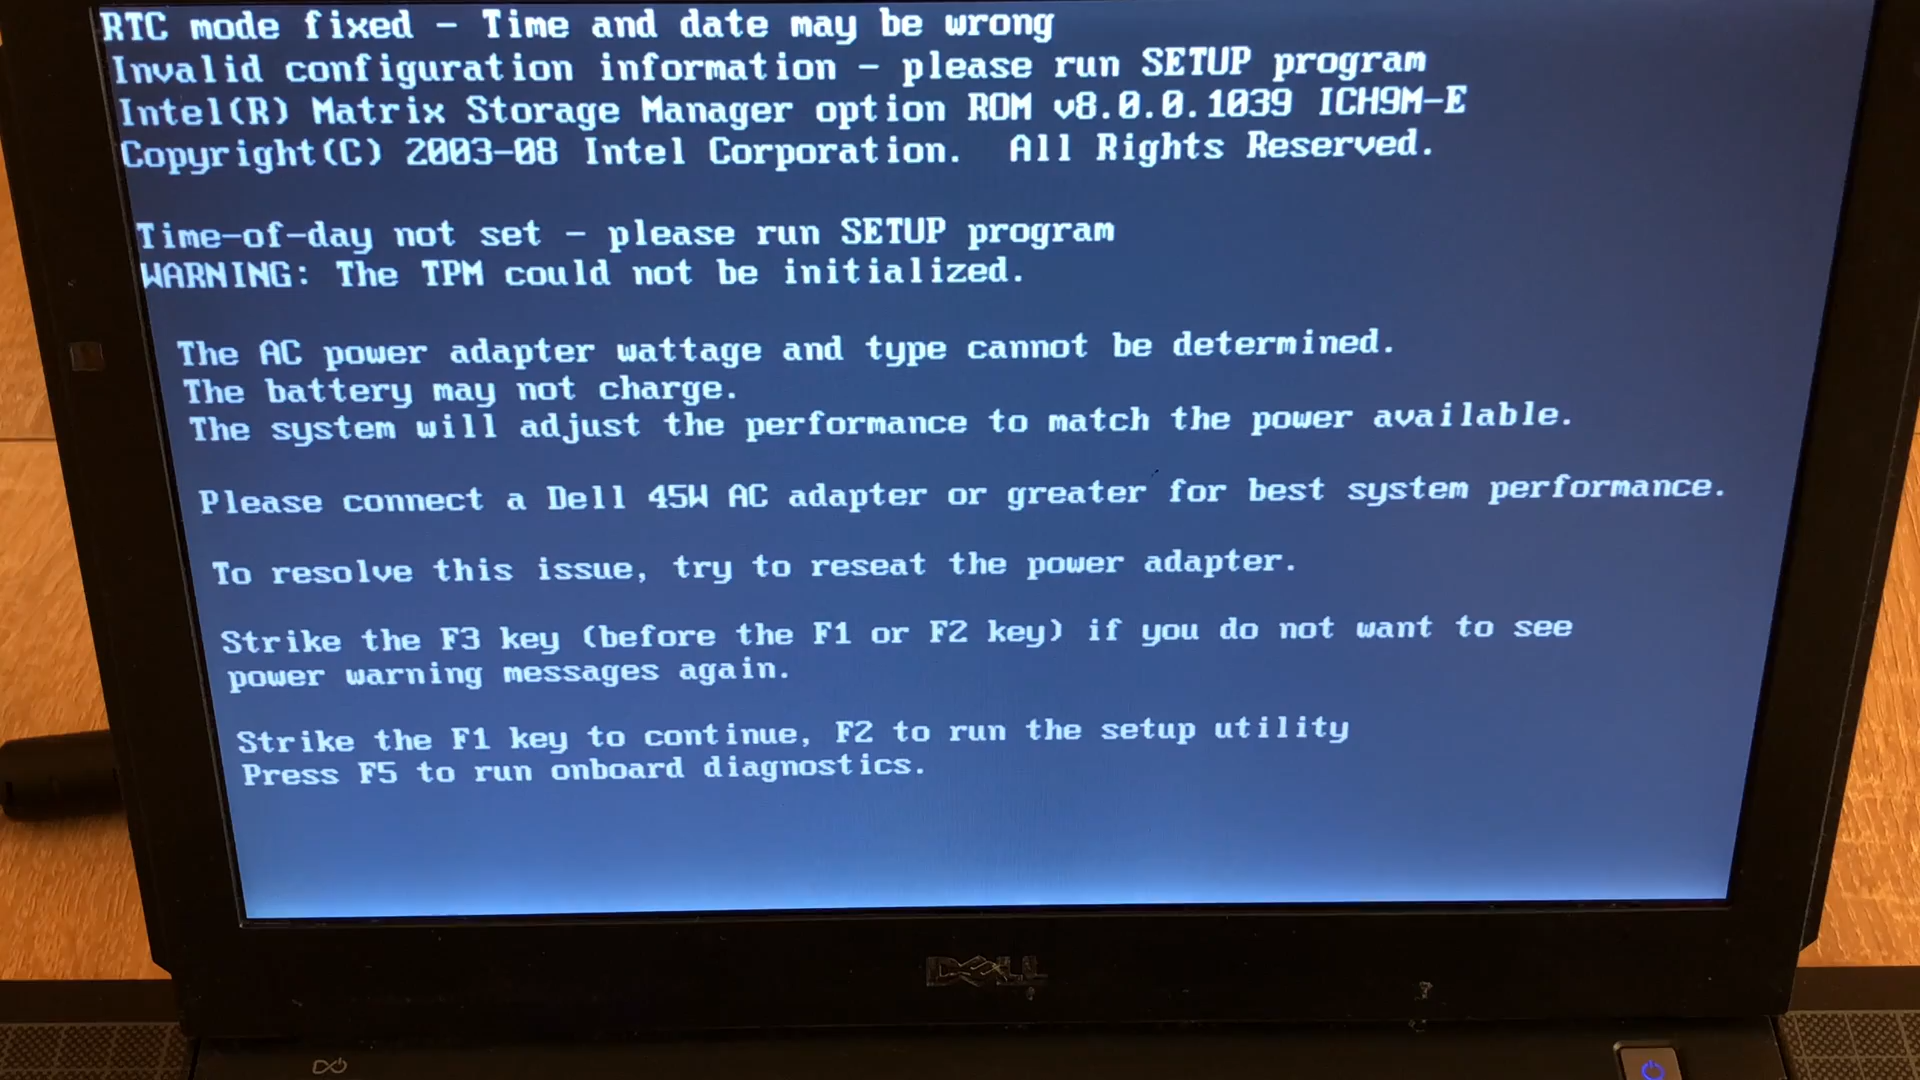 RTC mode fixed - Time and date may be wrong
Invalid configuration information - please run SETUP program
Intel(R) Matrix Storage Manager option ROM v8.0.0.1039 ICH9M-E
Copyright(C) 2003-08 Intel Corporation.  All Rights Reserved.
Time-of-day not set - please run SETUP program
WARNING: The TPM could not be initialized.
The AC power adapter wattage and type cannot be determined.
The battery may not charge.
The system will adjust the performance to match the power available.
Please connect a Dell 45W AC adapter or greater for best system performance.
To resolve this issue, try to reseat the power adapter.
Strike the F3 key (before the F1 or F2 key) if you do not want to see
power warning messages again.
Strike the F1 key to continue, F2 to run the setup utility
Press F5 to run onboard diagnostics.
DELL